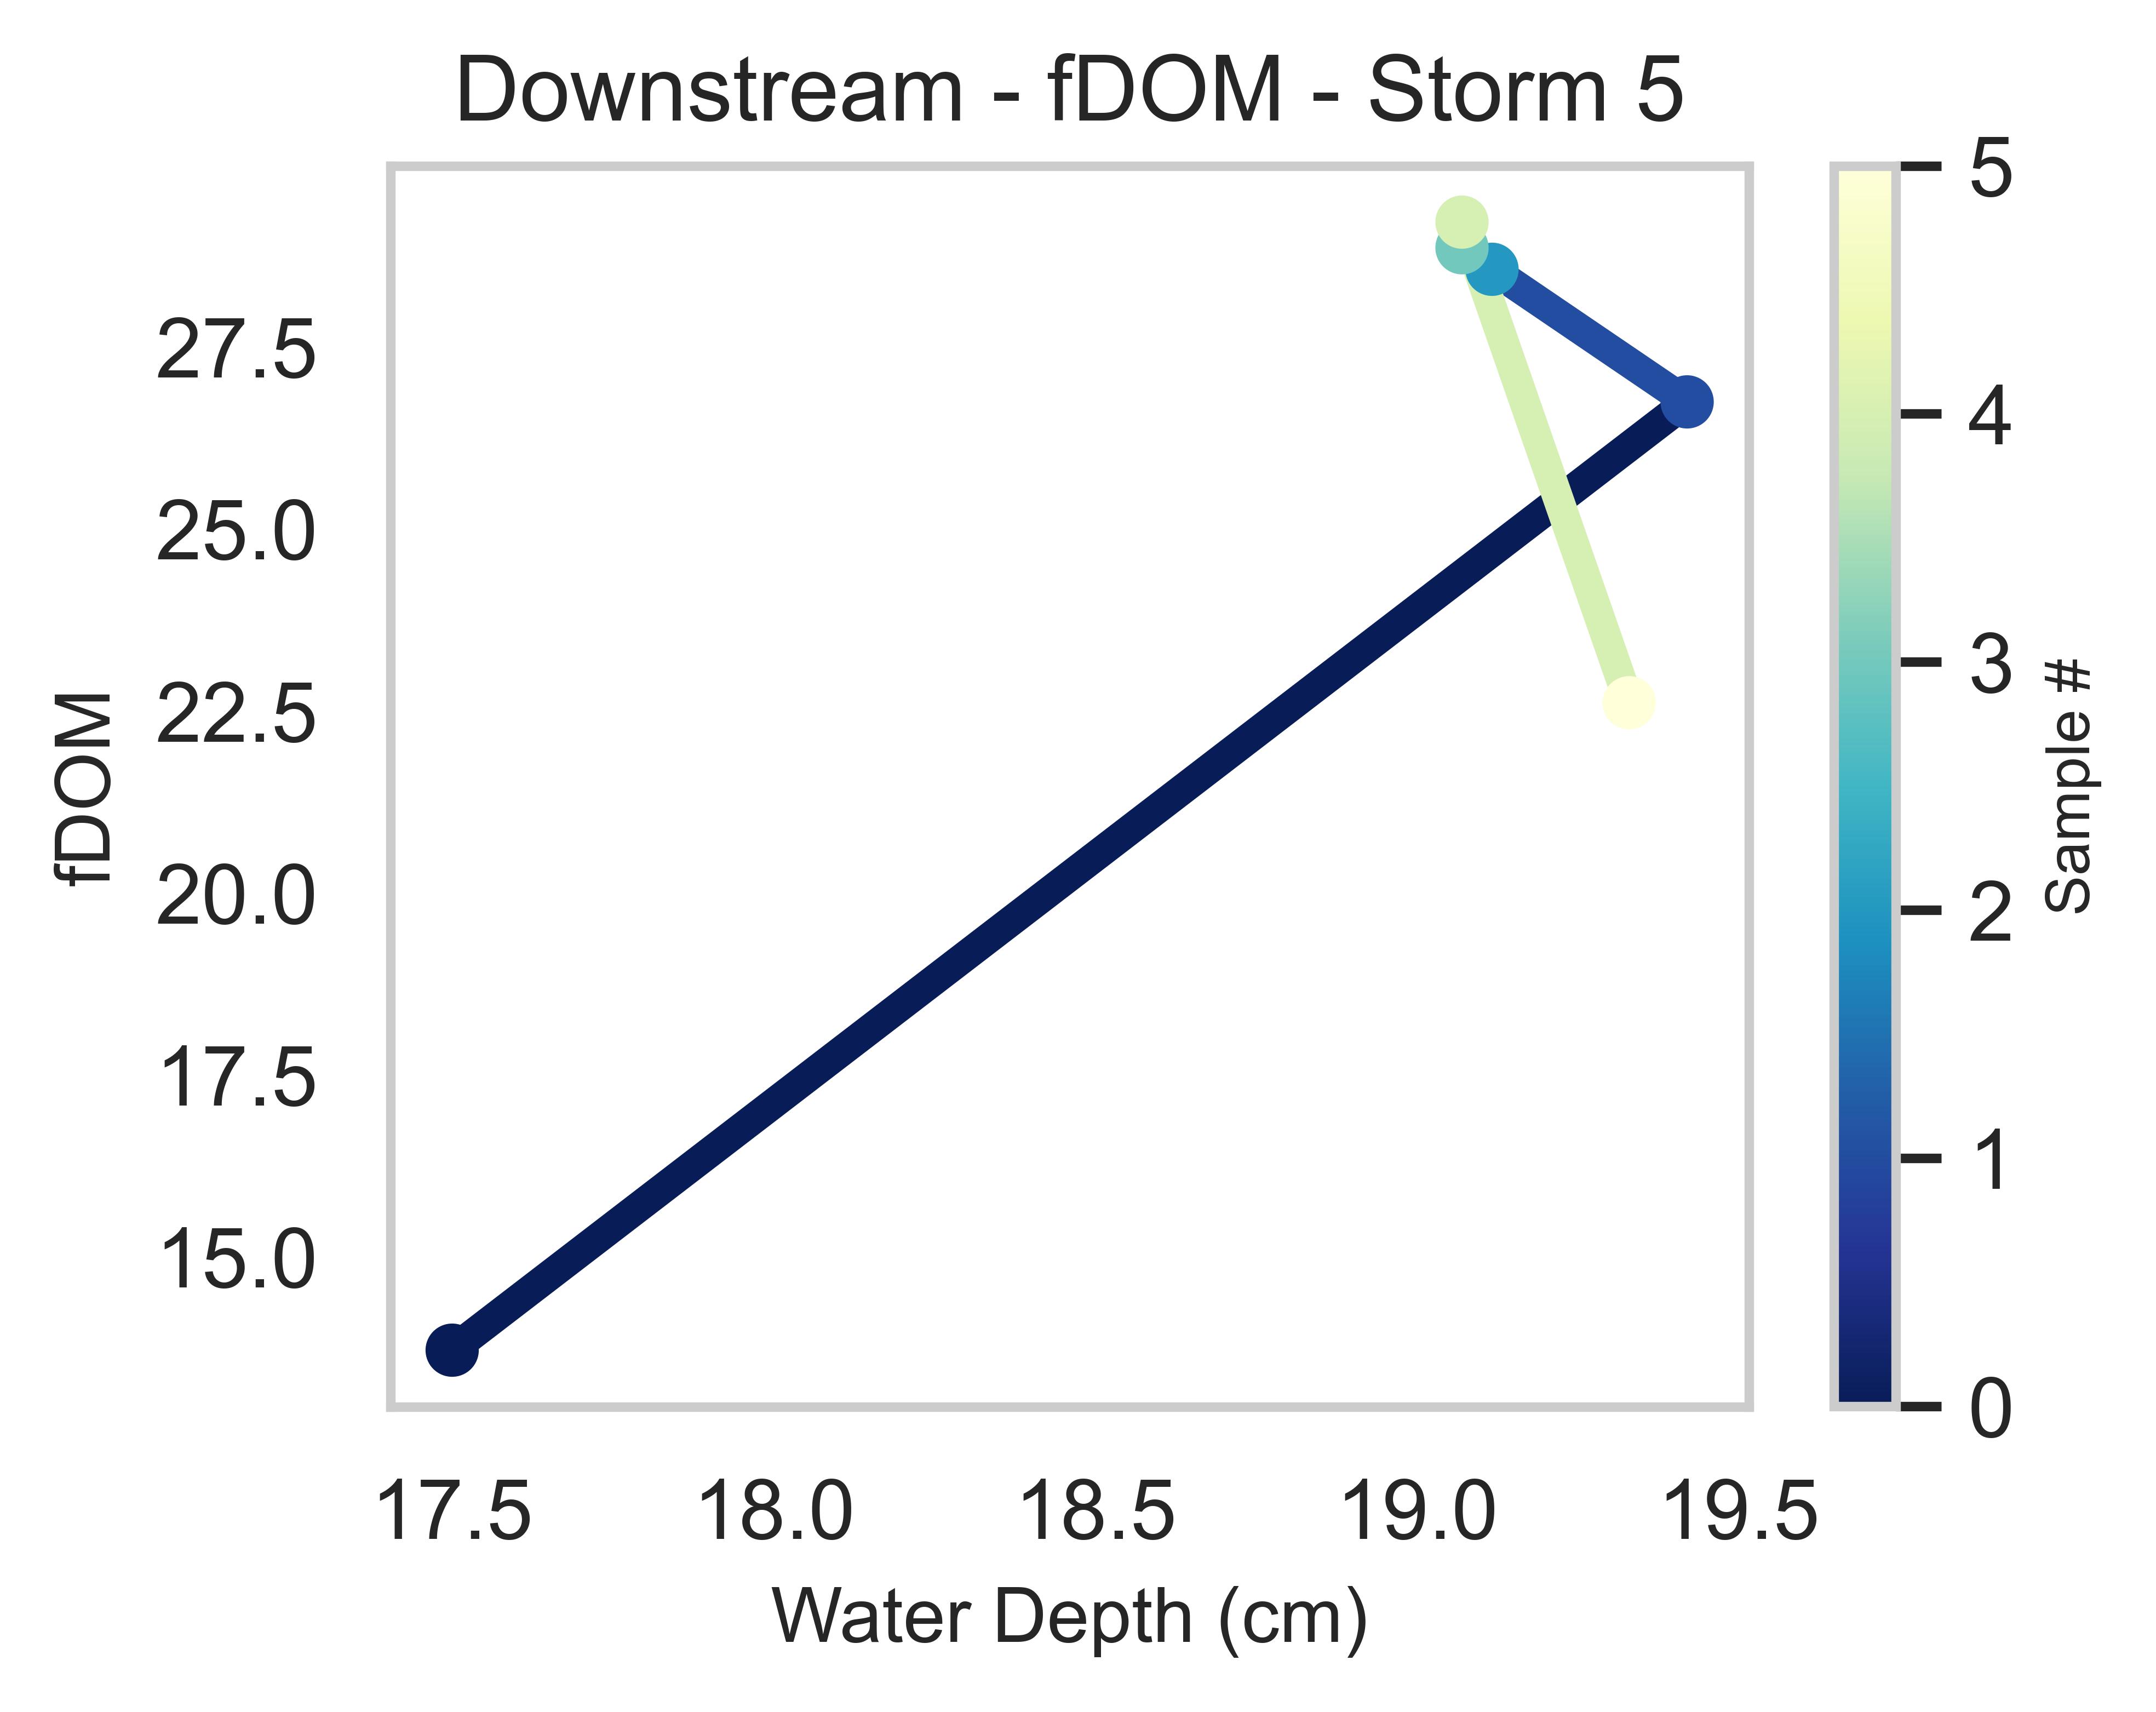 Downstream - fDOM - Storm 5
27.5
25.0
22.5
20.0
17.5
15.0
fDOM
17.5 18.0 18.5 19.0 19.5
Water Depth (cm)
5
4
3
2
1
0
Sample #